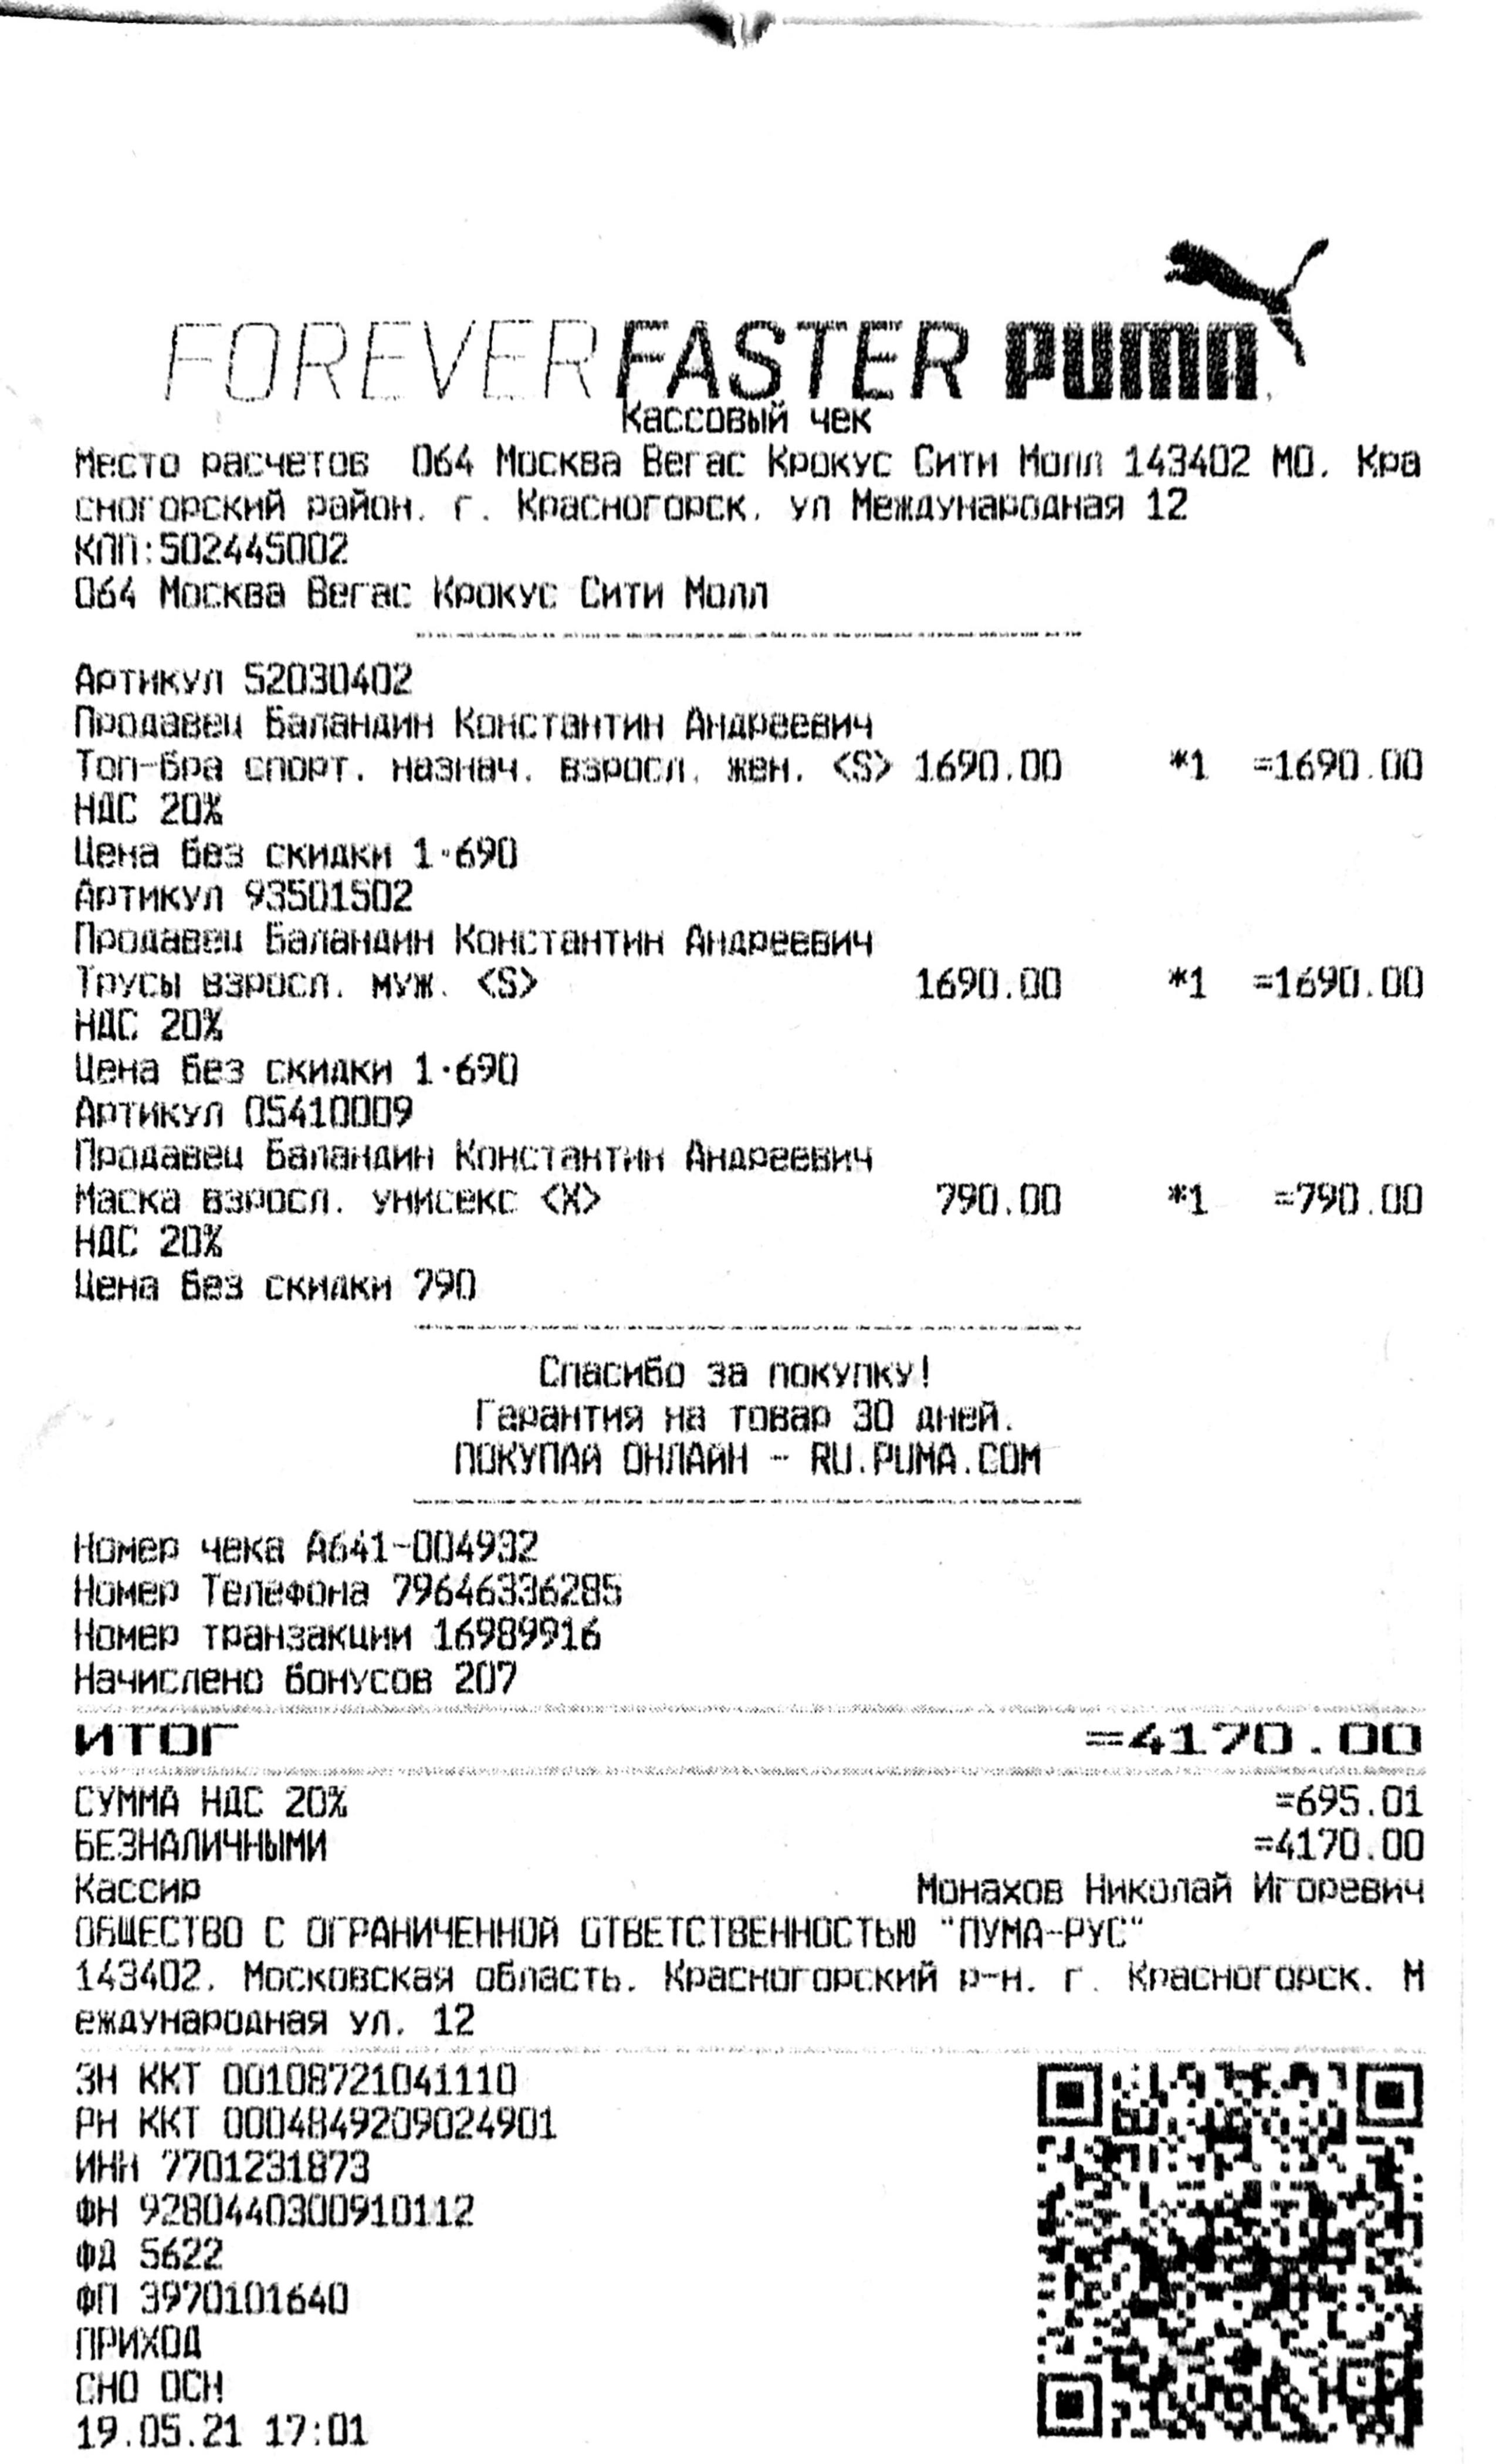 FOREVER FASTER PUMA
Кассовый чек
Место расчетов 064 Москва Вегас Крокус Сити Молл 143402 МО, Кра
сногорский район, г. Красногорск, ул Международная 12
КПП:502445002
064 Москва Вегас Крокус Сити Молл
Артикул 52030402
Продавец Баландин Константин Андреевич
Топ-бра спорт. назнач. взросл. жен. <S> 1690.00 *1 =1690.00
НДС 20%
Цена без скидки 1 690
Артикул 93501502
Продавец Баландин Константин Андреевич
Трусы взросл. муж. <S> 1690.00 *1 =1690.00
НДС 20%
Цена без скидки 1 690
Артикул 05410009
Продавец Баландин Константин Андреевич
Маска взросл. унисекс <X> 790.00 *1 =790.00
НДС 20%
Цена без скидки 790
Спасибо за покупку!
Гарантия на товар 30 дней.
ПОКУПАЙ ОНЛАЙН - RU.PUMA.COM
Номер чека А641-004932
Номер Телефона 79646336285
Номер транзакции 16989916
Начислено бонусов 207
ИТОГ =4170.00
СУММА НДС 20% =695.01
БЕЗНАЛИЧНЫМИ =4170.00
Кассир Монахов Николай Игоревич
ОБЩЕСТВО С ОГРАНИЧЕННОЙ ОТВЕТСТВЕННОСТЬЮ "ПУМА-РУС"
143402, Московская область, Красногорский р-н, г. Красногорск, М
еждународная ул. 12
ЗН ККТ 00108721041110
РН ККТ 0004849209024901
ИНН 7701231873
ФН 9280440300910112
ФД 5622
ФП 3970101640
ПРИХОД
СНО ОСН
19.05.21 17:01